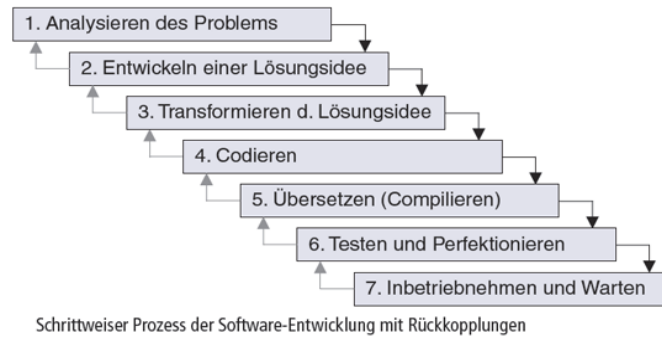 1. Analysieren des Problems
2. Entwickeln einer Lösungsidee
3. Transformieren d. Lösungsidee
4. Codieren
5. Übersetzen (Compilieren)
6. Testen und Perfektionieren
7. Inbetriebnehmen und Warten
Schrittweiser Prozess der Software-Entwicklung mit Rückkopplungen